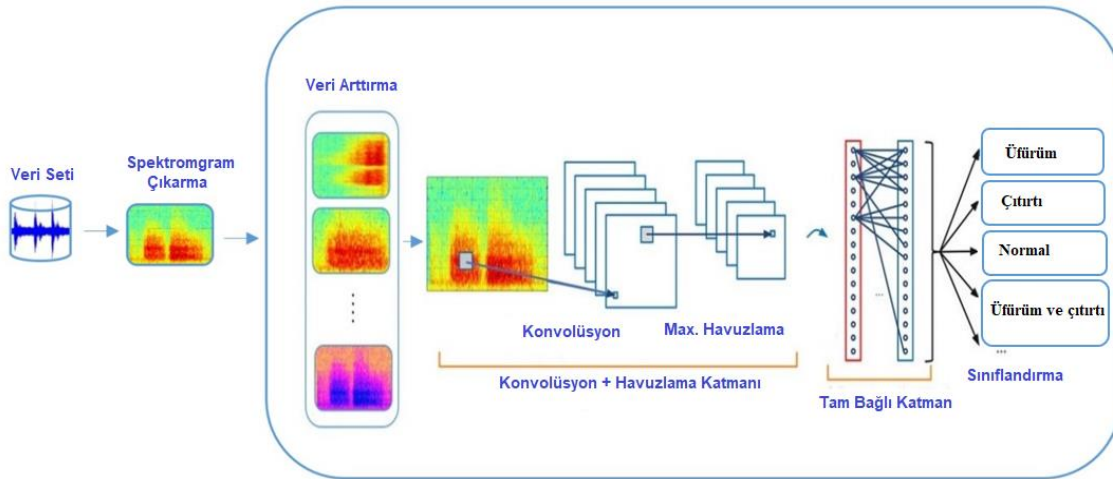 Veri Seti
Spektromgram
Çıkarma
Veri Arttırma
Konvolüsyon
Max. Havuzlama
Konvolüsyon + Havuzlama Katmanı
...
Tam Bağlı Katman
Üfürüm
Çıtırtı
Normal
Üfürüm ve çıtırtı
...
Sınıflandırma